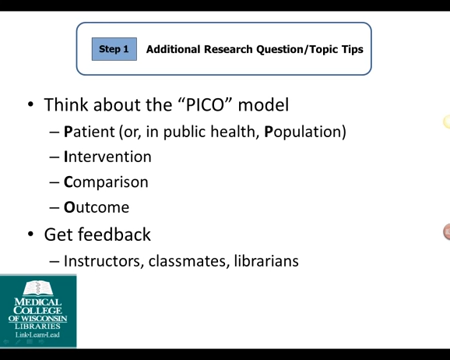 Step 1 Additional Research Question/Topic Tips
• Think about the “PICO” model
– Patient (or, in public health, Population)
– Intervention
– Comparison
– Outcome
• Get feedback
– Instructors, classmates, librarians
MEDICAL
COLLEGE
OF WISCONSIN
LIBRARIES
Link•Learn•Lead